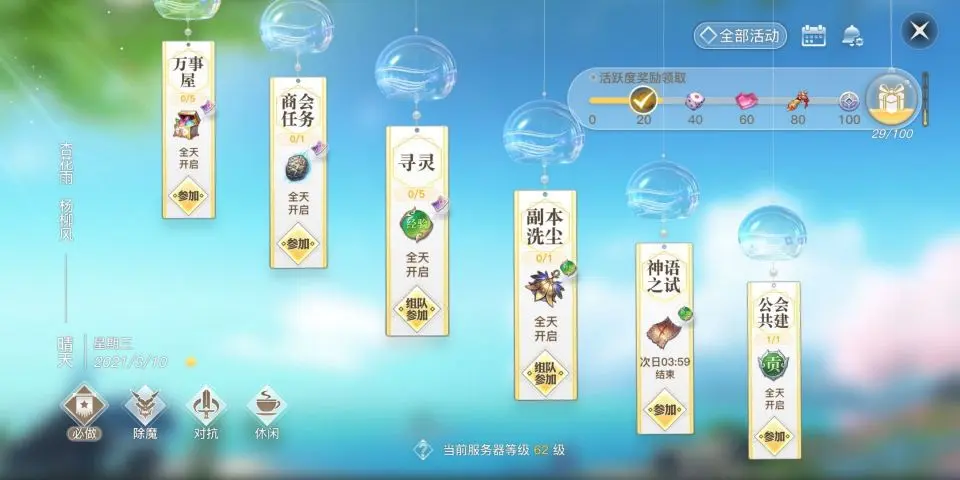 全部活动
活跃度奖励领取
0 20 40 60 80 100
29/100
万事
屋
0/5
全天
开启
参加
商会
任务
0/1
全天
开启
参加
寻灵
0/5
经验
全天
开启
组队
参加
副本
洗尘
0/1
全天
开启
组队
参加
神语
之试
次日03:59
结束
参加
公会
共建
1/1
贡
全天
开启
参加
杏花雨 杨柳风
晴天
星期三
必做
除魔
对抗
休闲
当前服务器等级 62 级